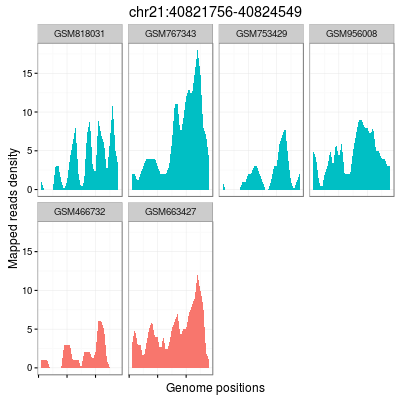 chr21:40821756-40824549
GSM818031 GSM767343 GSM753429 GSM956008
15
10
5
0
Mapped reads density
GSM466732 GSM663427
15
10
5
0
Genome positions